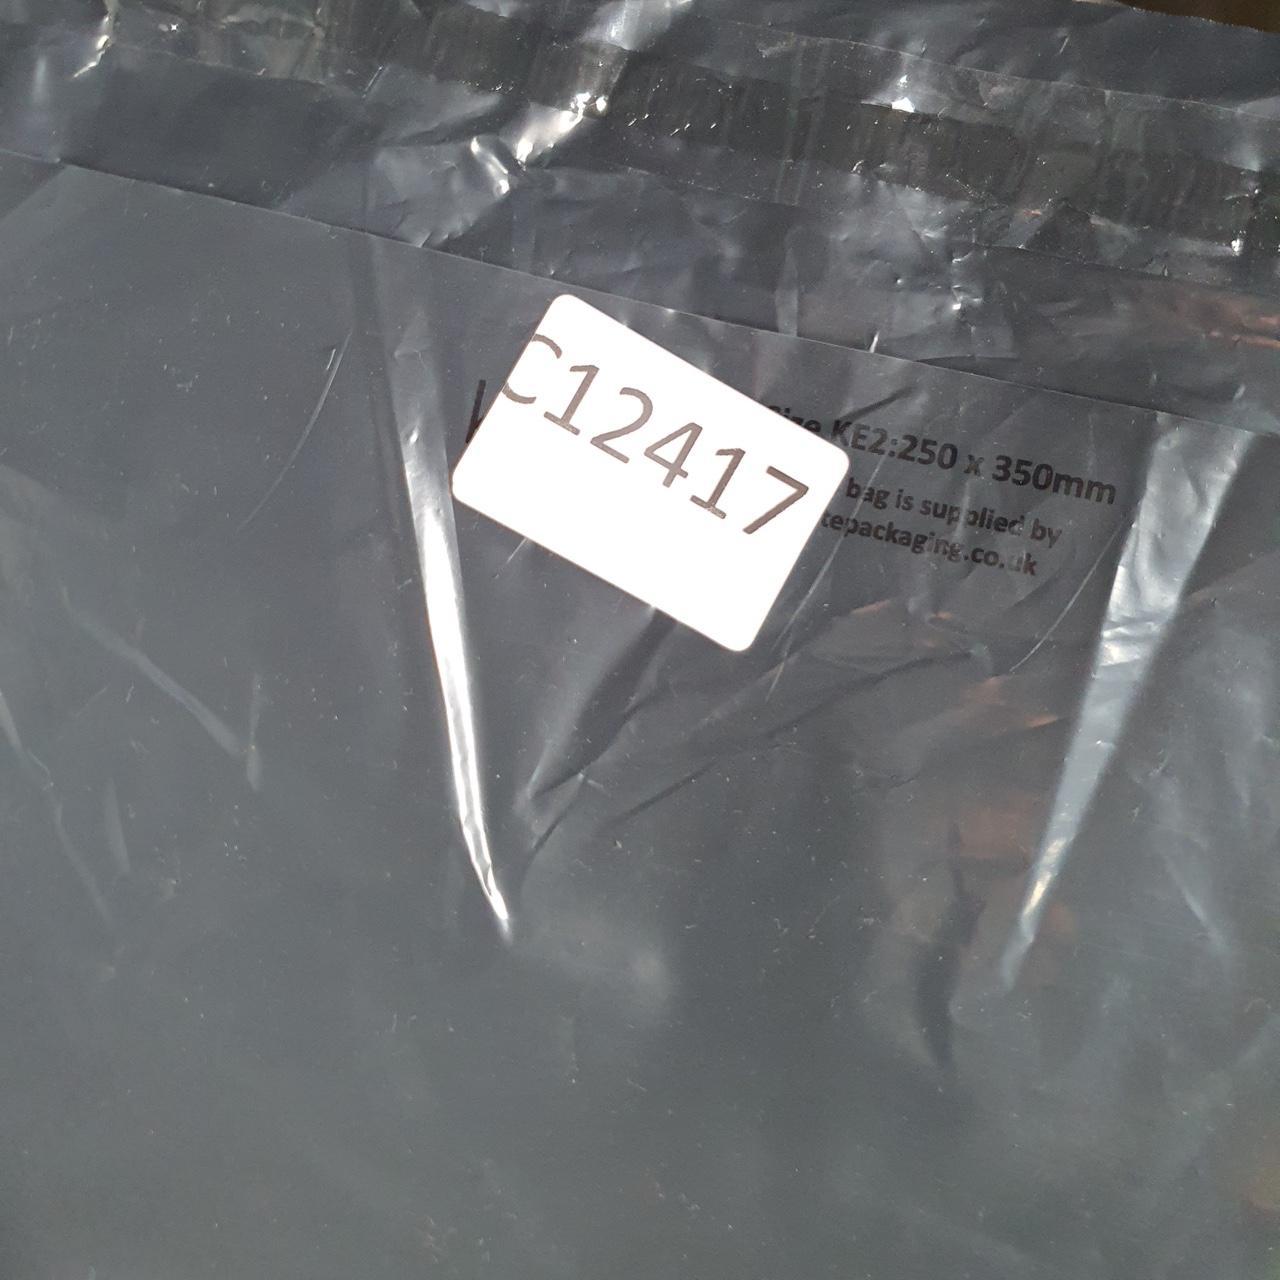 C12417
Size KE2:250 x 350mm
bag is supplied by
tepackaging.co.uk